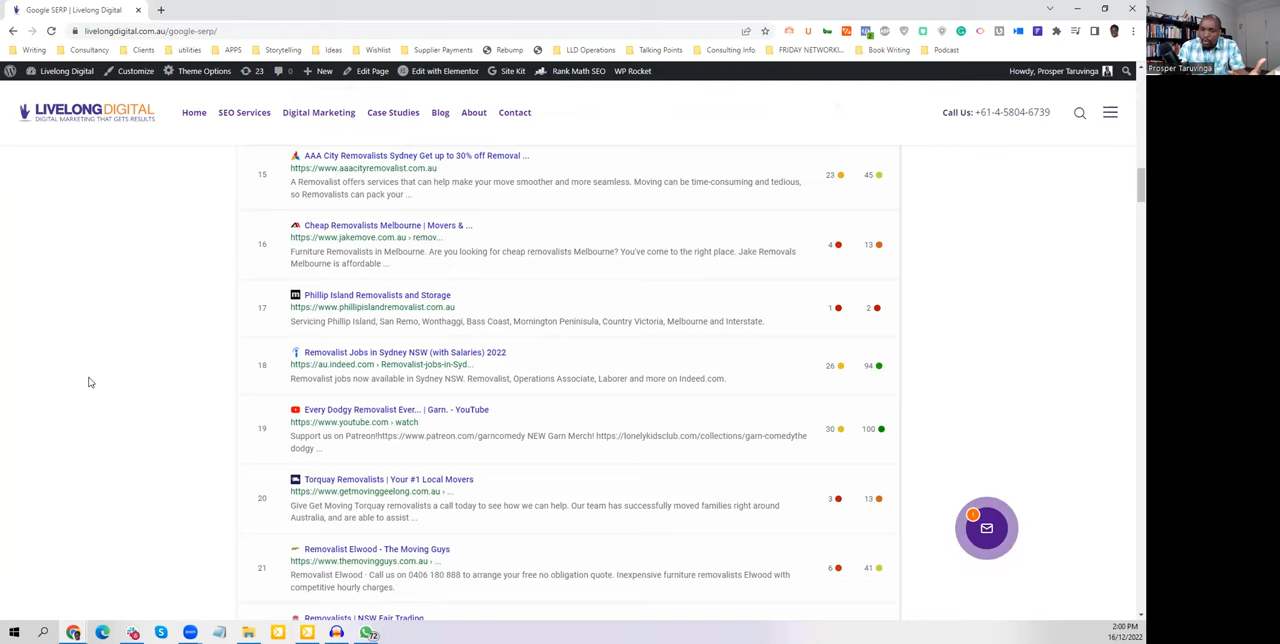 Google SERP | Livelong Digital
livelongdigital.com.au/google-serp/
Writing Consultancy Clients utilities APPS Storytelling Ideas Wishlist Supplier Payments Rebump LLD Operations Talking Points Consulting Info FRIDAY NETWORKI... Book Writing Podcast
Livelong Digital Customize Theme Options 23 0 New Edit Page Edit with Elementor Site Kit Rank Math SEO WP Rocket Howdy, Prosper Taruvinga
Prosper Taruvinga
LIVELONGDIGITAL
DIGITAL MARKETING THAT GETS RESULTS
Home SEO Services Digital Marketing Case Studies Blog About Contact
Call Us: +61-4-5804-6739
AAA City Removalists Sydney Get up to 30% off Removal ...
15 https://www.aaacityremovalist.com.au 23 45
A Removalist offers services that can help make your move smoother and more seamless. Moving can be time-consuming and tedious,
so Removalists can pack your ...
Cheap Removalists Melbourne | Movers & ...
16 https://www.jakemove.com.au › remov... 4 13
Furniture Removalists in Melbourne. Are you looking for cheap removalists Melbourne? You've come to the right place. Jake Removals
Melbourne is affordable ...
Phillip Island Removalists and Storage
17 https://www.phillipislandremovalist.com.au 1 2
Servicing Phillip Island, San Remo, Wonthaggi, Bass Coast, Mornington Peninisula, Country Victoria, Melbourne and Interstate.
Removalist Jobs in Sydney NSW (with Salaries) 2022
18 https://au.indeed.com › Removalist-jobs-in-Syd... 26 94
Removalist jobs now available in Sydney NSW. Removalist, Operations Associate, Laborer and more on Indeed.com.
Every Dodgy Removalist Ever... | Garn. - YouTube
19 https://www.youtube.com › watch 30 100
Support us on Patreon!https://www.patreon.com/garncomedy NEW Garn Merch! https://lonelykidsclub.com/collections/garn-comedythe
dodgy ...
Torquay Removalists | Your #1 Local Movers
20 https://www.getmovinggeelong.com.au › ... 3 13
Give Get Moving Torquay removalists a call today to see how we can help. Our team has successfully moved families right around
Australia, and are able to assist ...
Removalist Elwood - The Moving Guys
21 https://www.themovingguys.com.au › ... 6 41
Removalist Elwood · Call us on 0406 180 888 to arrange your free no obligation quote. Inexpensive furniture removalists Elwood with
competitive hourly charges.
Removalists | NSW Fair Trading
1
72
2:00 PM
16/12/2022